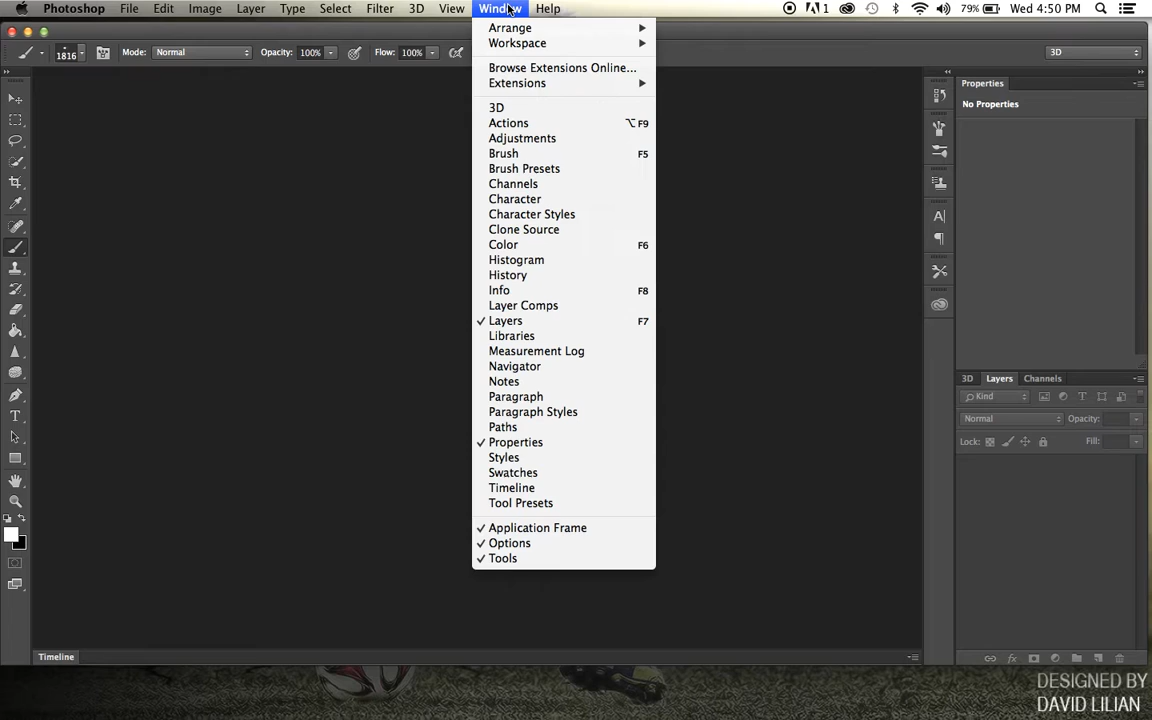 Photoshop File Edit Image Layer Type Select Filter 3D View Window Help 1 79% Wed 4:50 PM
1816 Mode: Normal Opacity: 100% Flow: 100% 3D
Arrange
Workspace
Browse Extensions Online...
Extensions
3D
Actions ⌥F9
Adjustments
Brush F5
Brush Presets
Channels
Character
Character Styles
Clone Source
Color F6
Histogram
History
Info F8
Layer Comps
Layers F7
Libraries
Measurement Log
Navigator
Notes
Paragraph
Paragraph Styles
Paths
Properties
Styles
Swatches
Timeline
Tool Presets
Application Frame
Options
Tools
Properties
No Properties
3D Layers Channels
Kind
Normal Opacity:
Lock: Fill:
Timeline
DESIGNED BY
DAVID LILIAN